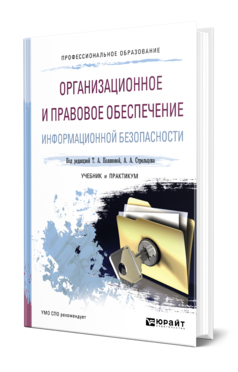 ПРОФЕССИОНАЛЬНОЕ ОБРАЗОВАНИЕ
ОРГАНИЗАЦИОННОЕ
И ПРАВОВОЕ ОБЕСПЕЧЕНИЕ
ИНФОРМАЦИОННОЙ БЕЗОПАСНОСТИ
Под редакцией Т. А. Поляковой, А. А. Стрельцова
УЧЕБНИК и ПРАКТИКУМ
УМО СПО рекомендует
юрайт